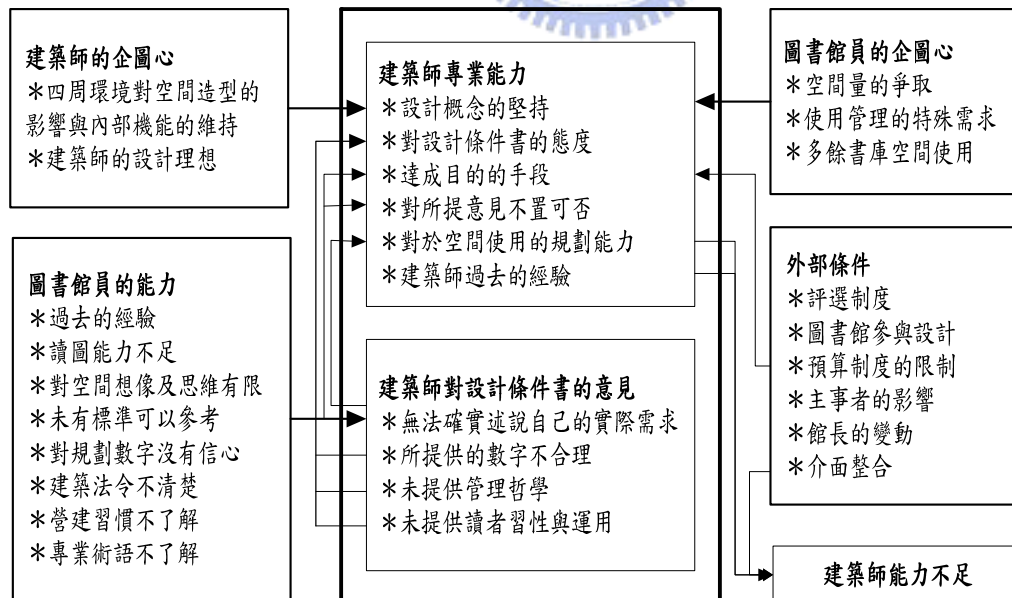 建築師的企圖心
＊四周環境對空間造型的
影響與內部機能的維持
＊建築師的設計理想
圖書館員的能力
＊過去的經驗
＊讀圖能力不足
＊對空間想像及思維有限
＊未有標準可以參考
＊對規劃數字沒有信心
＊建築法令不清楚
＊營建習慣不了解
＊專業術語不了解
建築師專業能力
＊設計概念的堅持
＊對設計條件書的態度
＊達成目的的手段
＊對所提意見不置可否
＊對於空間使用的規劃能力
＊建築師過去的經驗
建築師對設計條件書的意見
＊無法確實述說自己的實際需求
＊所提供的數字不合理
＊未提供管理哲學
＊未提供讀者習性與運用
圖書館員的企圖心
＊空間量的爭取
＊使用管理的特殊需求
＊多餘書庫空間使用
外部條件
＊評選制度
＊圖書館參與設計
＊預算制度的限制
＊主事者的影響
＊館長的變動
＊介面整合
建築師能力不足